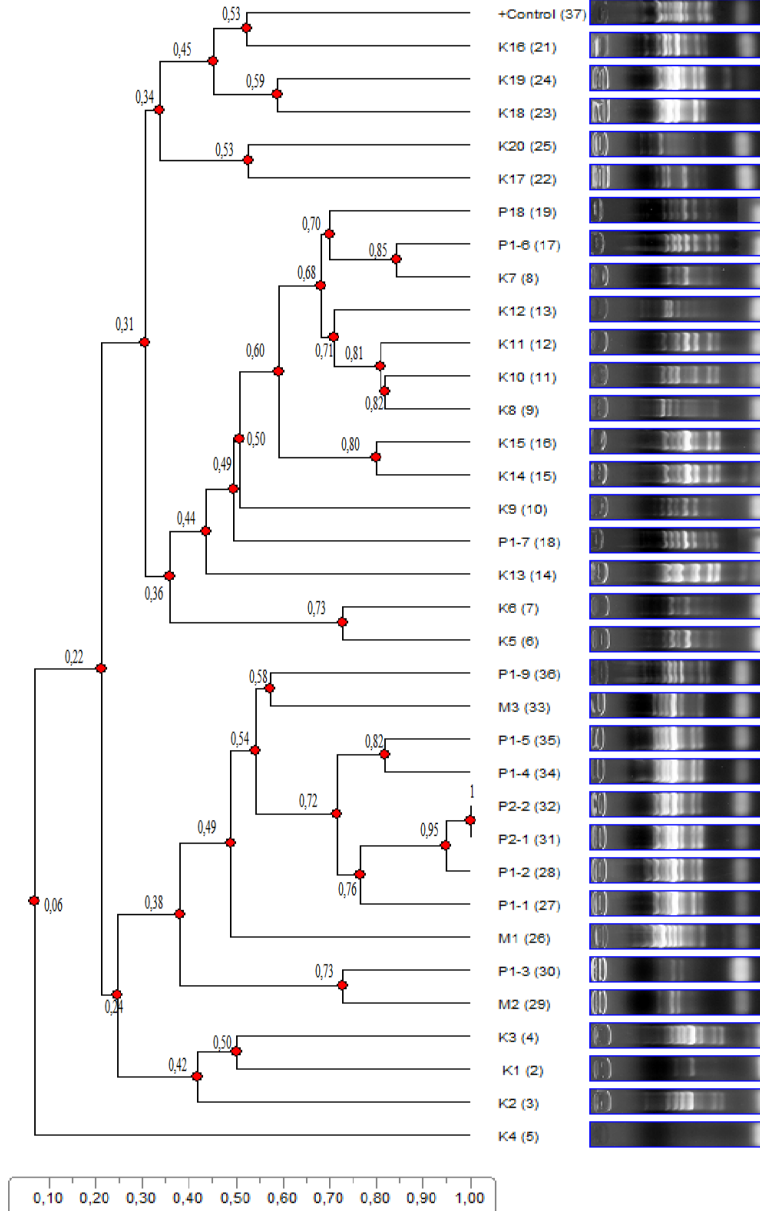 0,53 +Control (37)
K16 (21)
0,45
0,59 K19 (24)
0,34 K18 (23)
0,53 K20 (25)
K17 (22)
0,70 P18 (19)
0,85 P1-6 (17)
0,68 K7 (8)
K12 (13)
0,31 0,71 0,81 K11 (12)
0,60 K10 (11)
0,82 K8 (9)
0,50 0,80 K15 (16)
0,49 K14 (15)
K9 (10)
0,44 P1-7 (18)
K13 (14)
0,36 0,73 K6 (7)
K5 (6)
0,22 0,58 P1-9 (36)
M3 (33)
0,54 0,82 P1-5 (35)
P1-4 (34)
1
0,72 P2-2 (32)
0,49 0,95 P2-1 (31)
P1-2 (28)
0,76
0,06 0,38 P1-1 (27)
M1 (26)
0,73 P1-3 (30)
0,24 M2 (29)
0,50 K3 (4)
0,42 K1 (2)
K2 (3)
K4 (5)
0,10 0,20 0,30 0,40 0,50 0,60 0,70 0,80 0,90 1,00